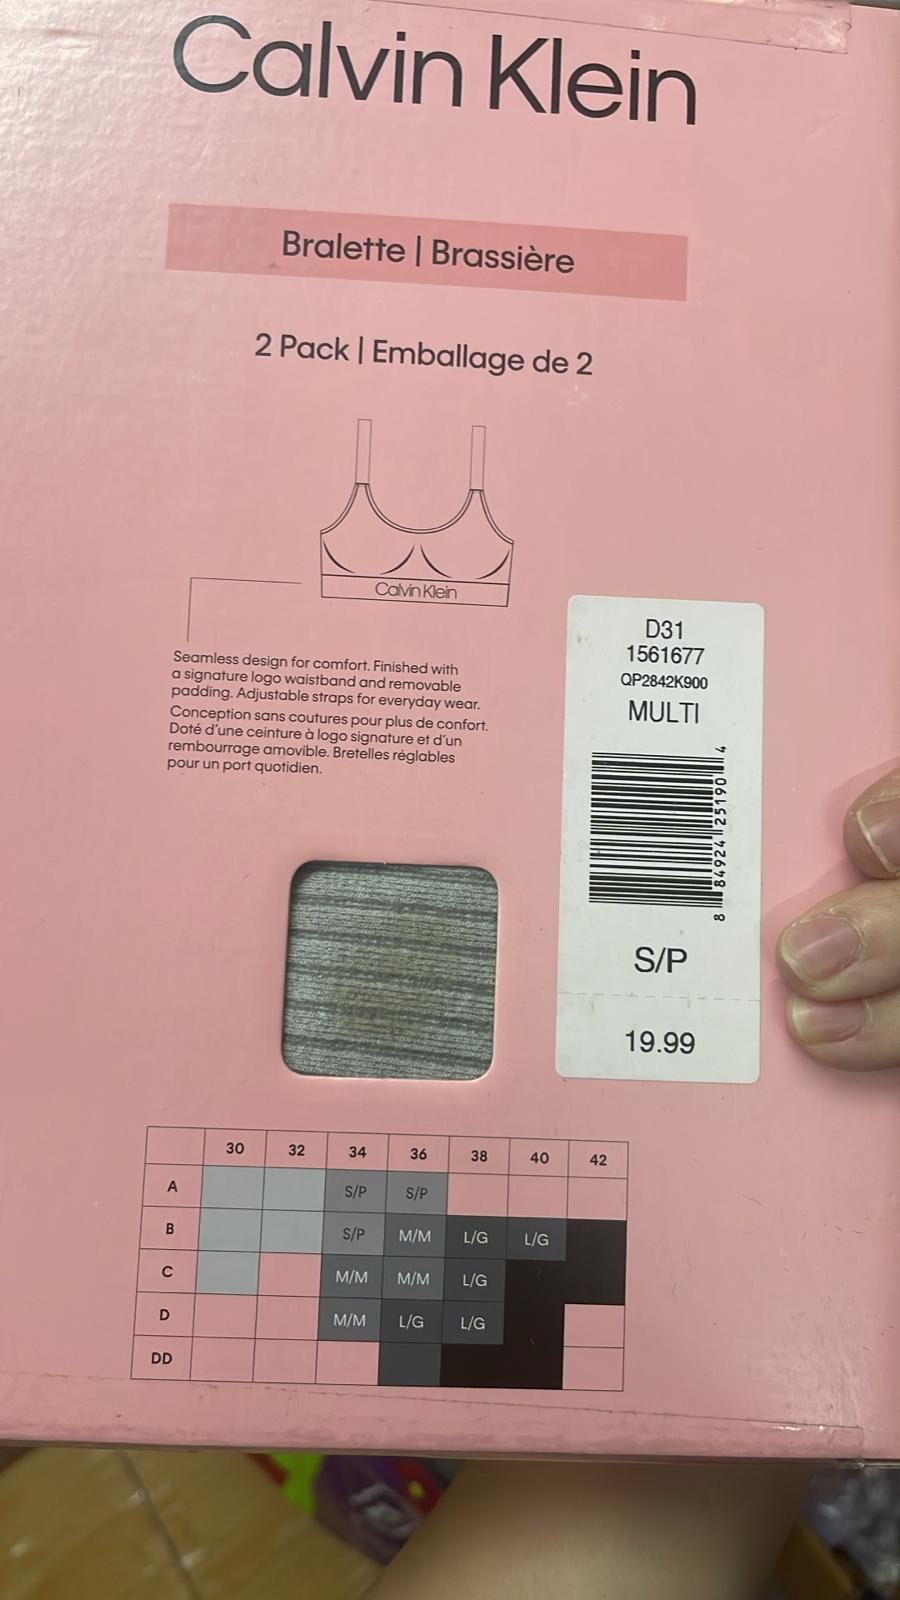 Calvin Klein
Bralette | Brassière
2 Pack | Emballage de 2
Calvin Klein
Seamless design for comfort. Finished with
a signature logo waistband and removable
padding. Adjustable straps for everyday wear.
Conception sans coutures pour plus de confort.
Doté d'une ceinture à logo signature et d'un
rembourrage amovible. Bretelles réglables
pour un port quotidien.
D31
1561677
QP2842K900
MULTI
8 84924 25190 4
S/P
19.99
30 32 34 36 38 40 42
A S/P S/P
B S/P M/M L/G L/G
C M/M M/M L/G
D M/M L/G L/G
DD